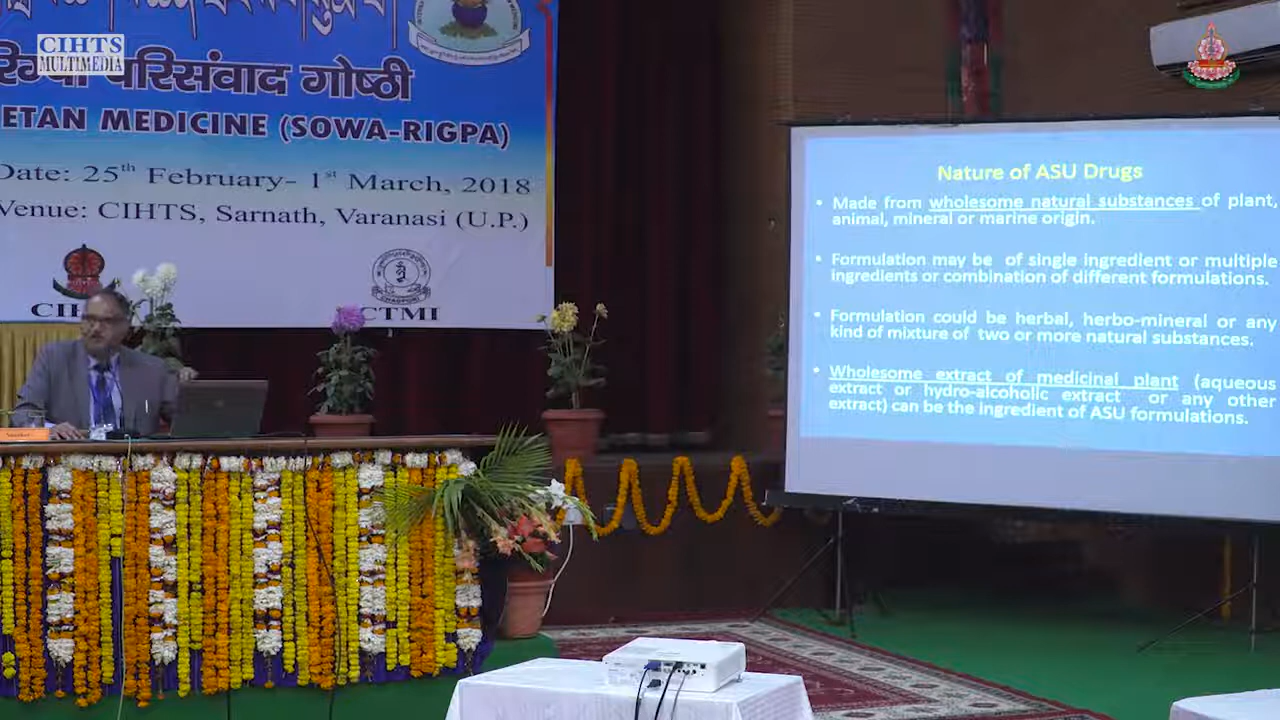 CIHTS
MULTIMEDIA
परिसंवाद गोष्ठी
ETAN MEDICINE (SOWA-RIGPA)
Date: 25th February- 1st March, 2018
Venue: CIHTS, Sarnath, Varanasi (U.P.)
CTMI
Nature of ASU Drugs
• Made from wholesome natural substances of plant,
animal, mineral or marine origin.
• Formulation may be of single ingredient or multiple
ingredients or combination of different formulations.
• Formulation could be herbal, herbo-mineral or any
kind of mixture of two or more natural substances.
• Wholesome extract of medicinal plant (aqueous
extract or hydro-alcoholic extract or any other
extract) can be the ingredient of ASU formulations.